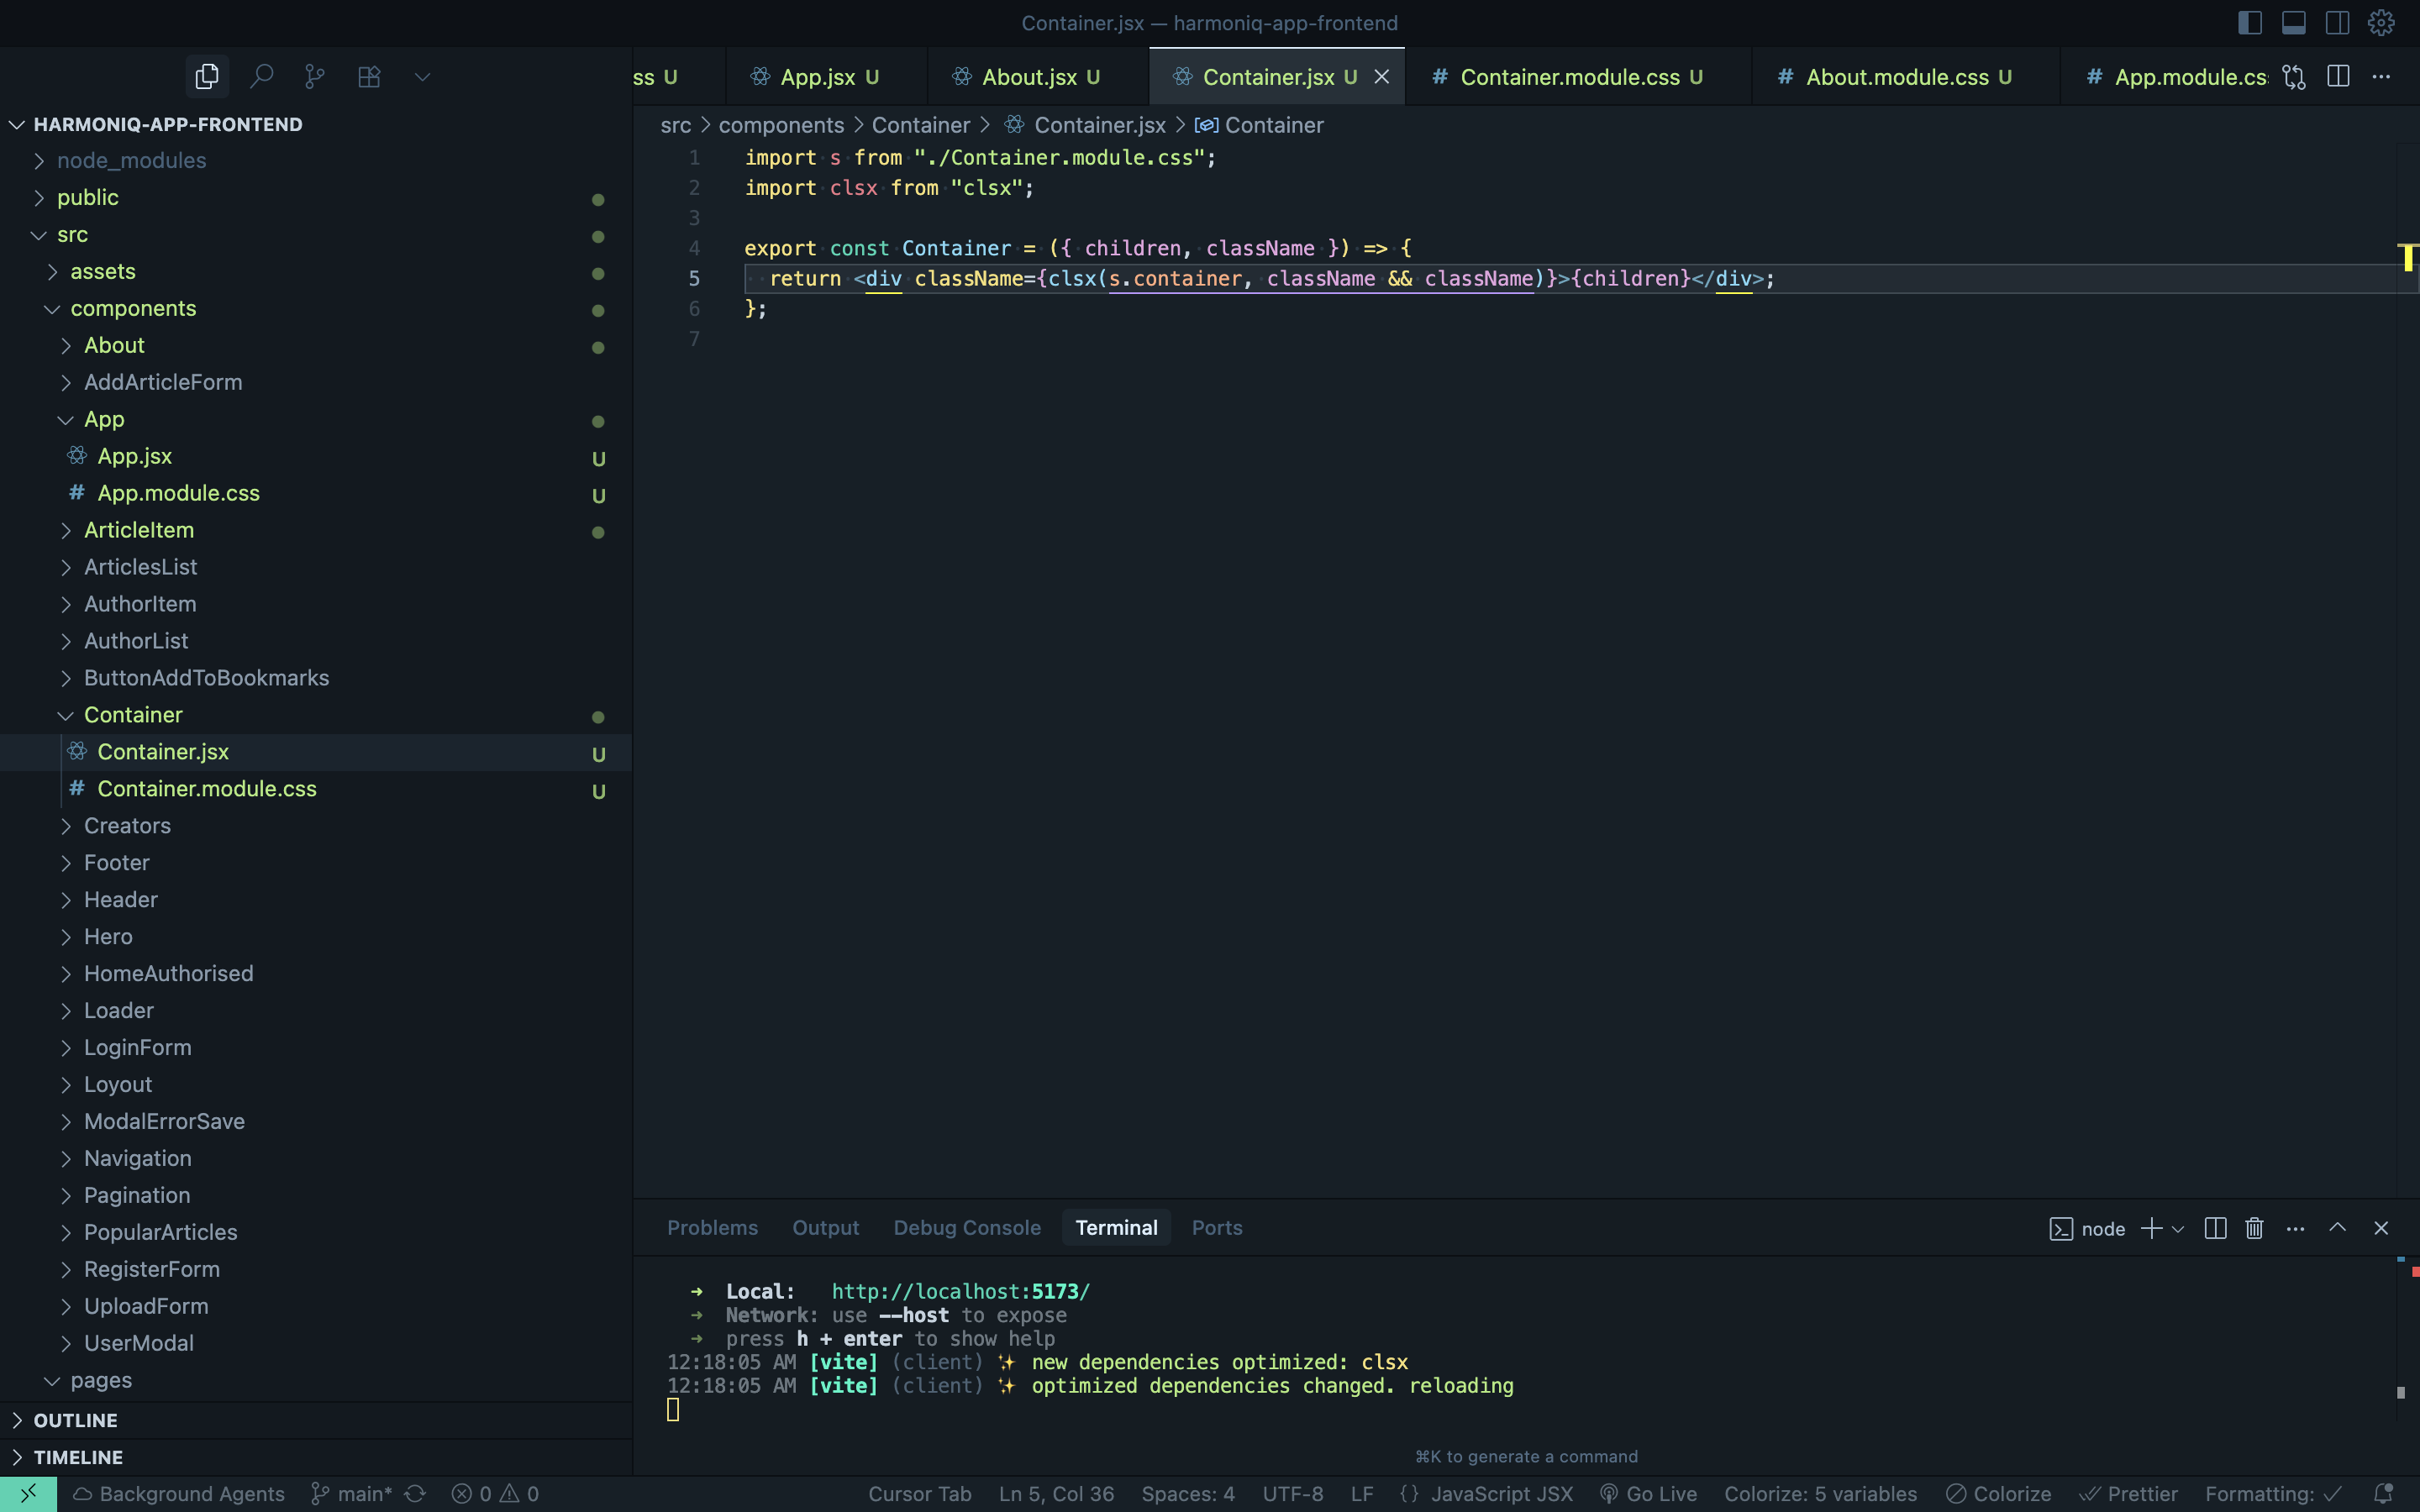 Container.jsx — harmoniq-app-frontend
HARMONIQ-APP-FRONTEND
node_modules
public
src
assets
components
About
AddArticleForm
App
App.jsx U
App.module.css U
ArticleItem
ArticlesList
AuthorItem
AuthorList
ButtonAddToBookmarks
Container
Container.jsx U
Container.module.css U
Creators
Footer
Header
Hero
HomeAuthorised
Loader
LoginForm
Loyout
ModalErrorSave
Navigation
Pagination
PopularArticles
RegisterForm
UploadForm
UserModal
pages
OUTLINE
TIMELINE
ss U App.jsx U About.jsx U Container.jsx U Container.module.css U About.module.css U App.module.cs
src > components > Container > Container.jsx > Container
1 import s from "./Container.module.css";
2 import clsx from "clsx";
3
4 export const Container = ({ children, className }) => {
5 return <div className={clsx(s.container, className && className)}>{children}</div>;
6 };
7
Problems Output Debug Console Terminal Ports node
➜ Local: http://localhost:5173/
➜ Network: use --host to expose
➜ press h + enter to show help
12:18:05 AM [vite] (client) ✨ new dependencies optimized: clsx
12:18:05 AM [vite] (client) ✨ optimized dependencies changed. reloading
⌘K to generate a command
Background Agents main* 0 0 Cursor Tab Ln 5, Col 36 Spaces: 4 UTF-8 LF {} JavaScript JSX Go Live Colorize: 5 variables Colorize Prettier Formatting: ✓